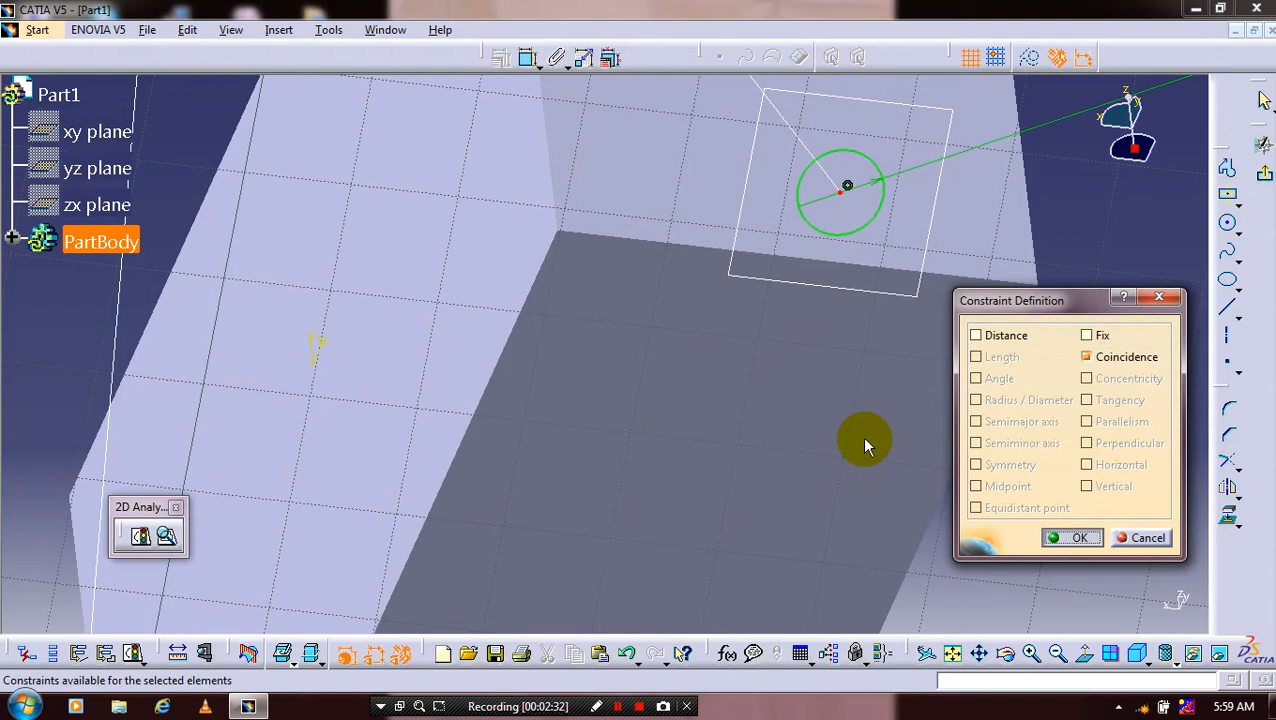 CATIA V5 - [Part1]
Start ENOVIA V5 File Edit View Insert Tools Window Help
Part1
xy plane
yz plane
zx plane
PartBody
z
y
x
Constraint Definition
?
Distance Fix
Length Coincidence
Angle Concentricity
Radius / Diameter Tangency
Semimajor axis Parallelism
Semiminor axis Perpendicular
Symmetry Horizontal
Midpoint Vertical
Equidistant point
OK Cancel
2D Analy...
zy
x
f(x)
CATIA
Constraints available for the selected elements
Recording [00:02:32]
5:59 AM